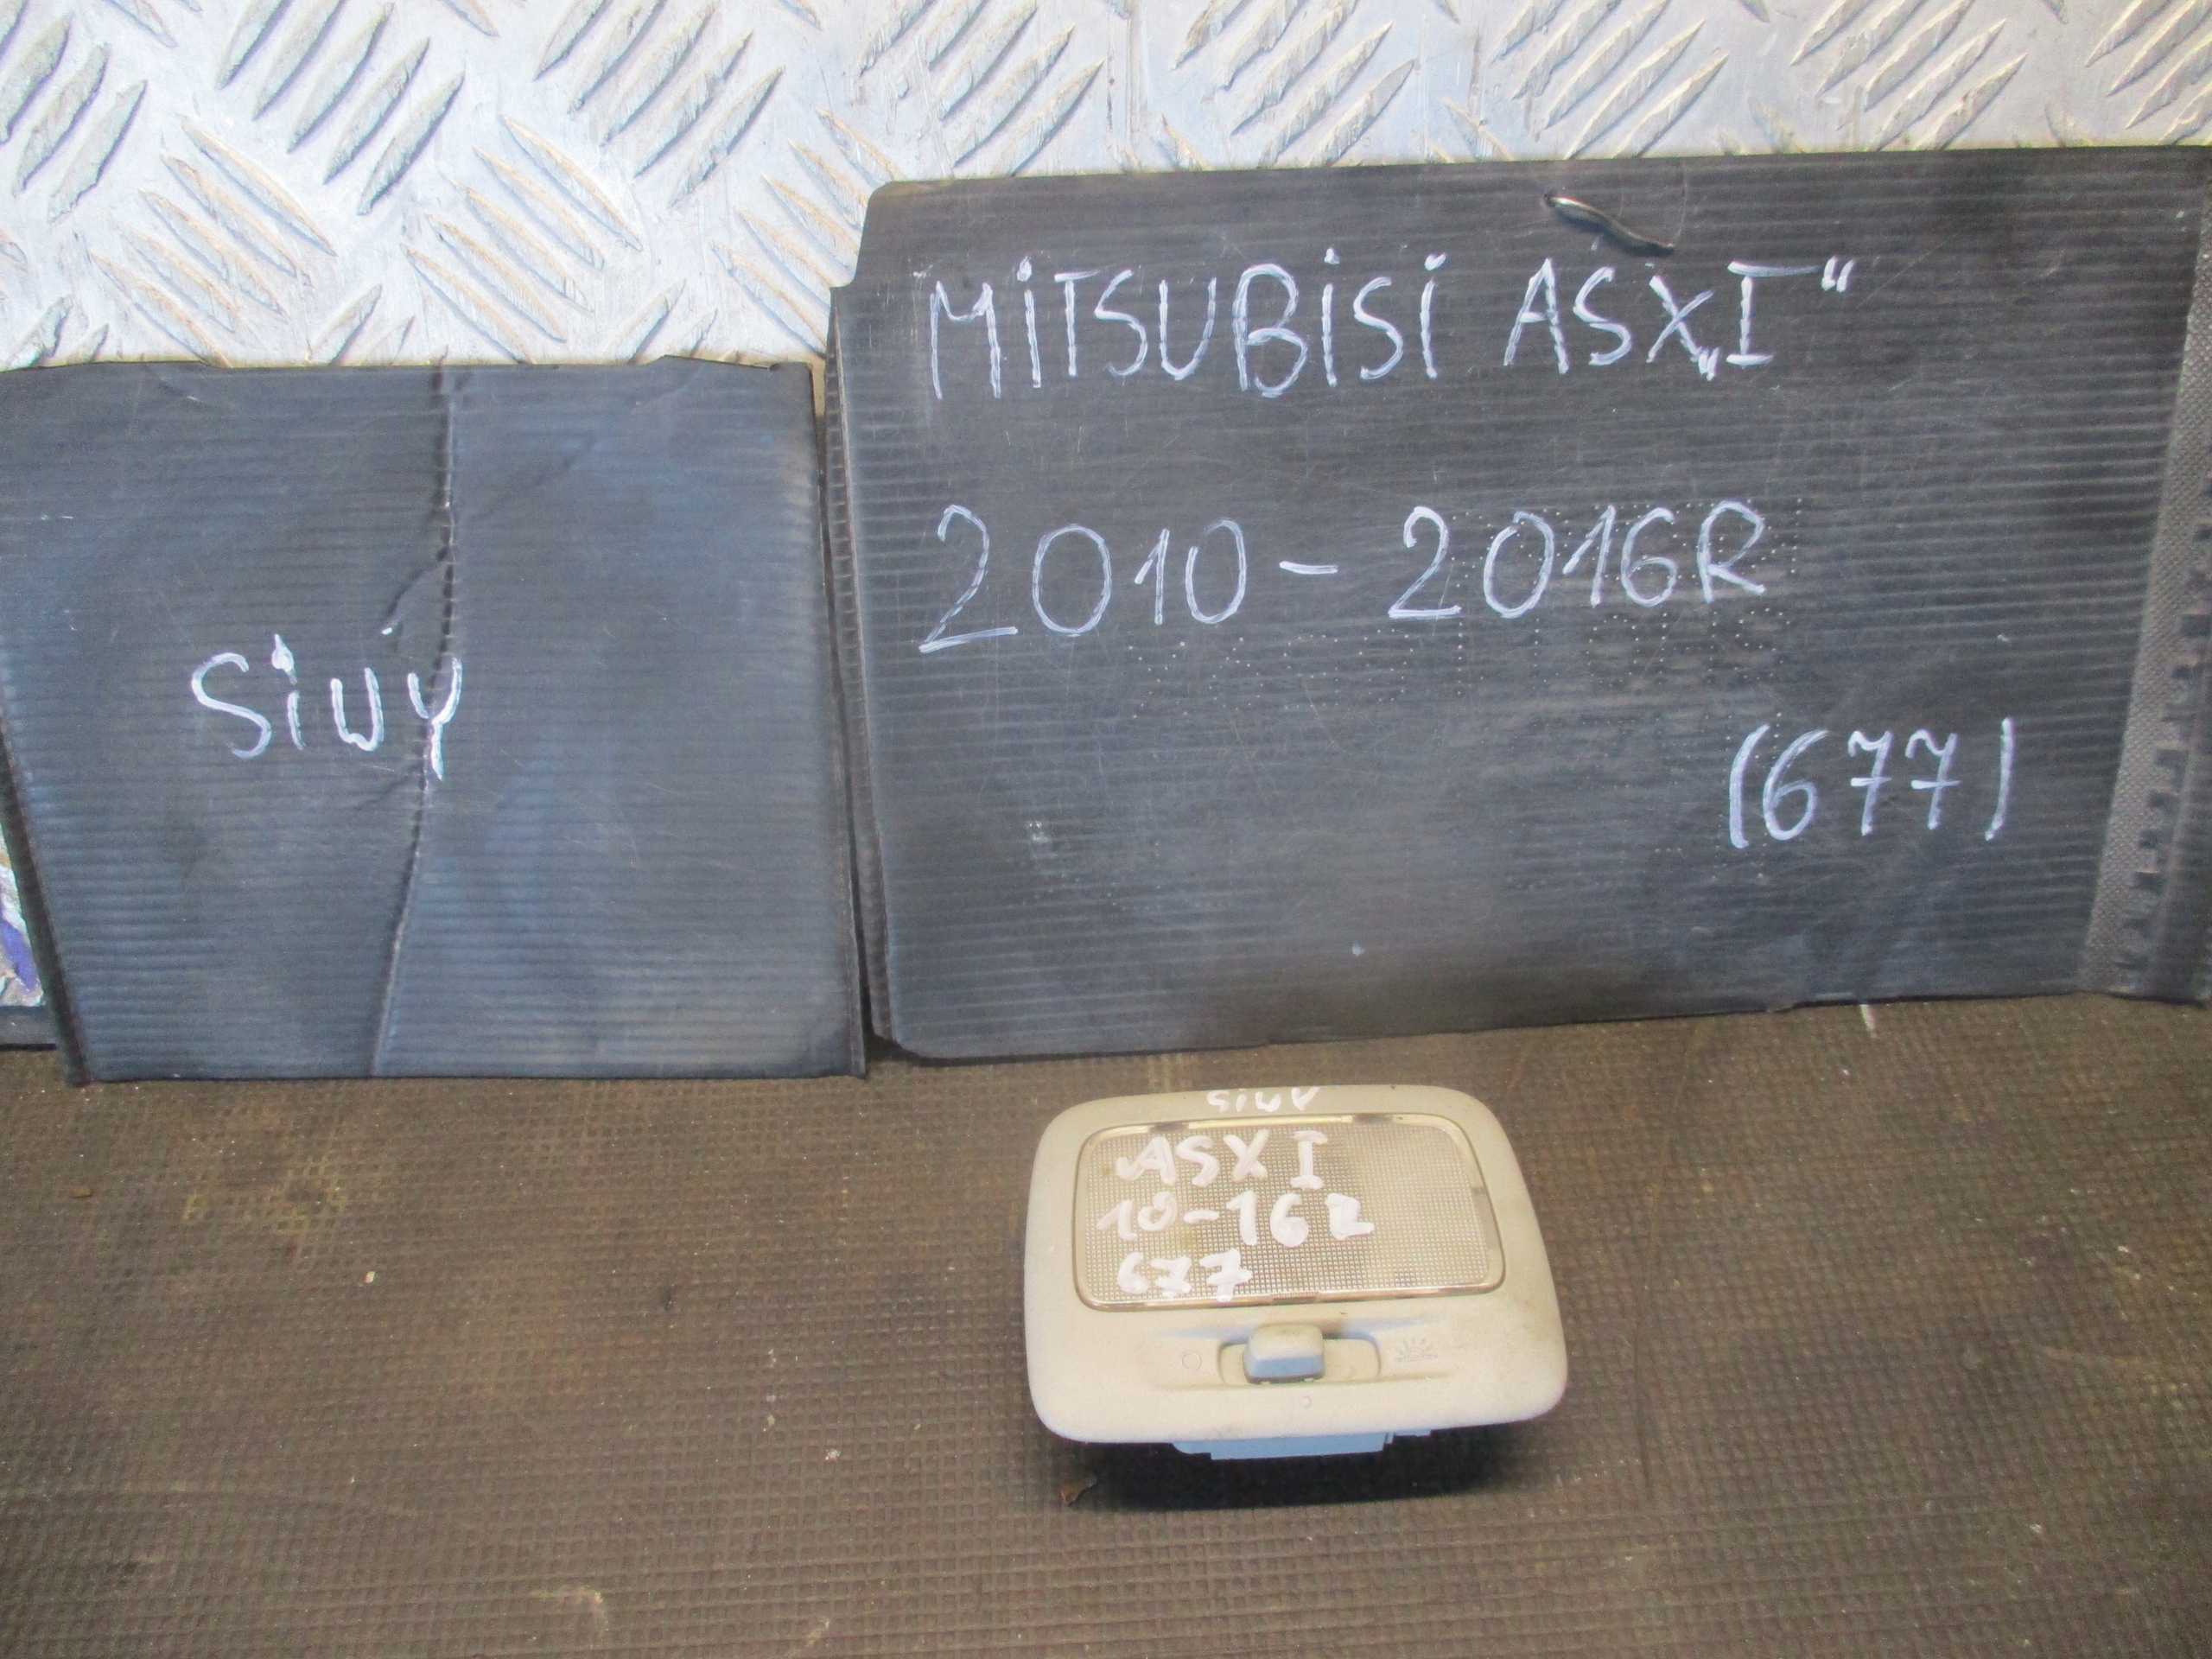 SiWY
MiTSUBiSi ASX „I“
2010-2016R
(677)
SiWY
ASX I
10-16R
677